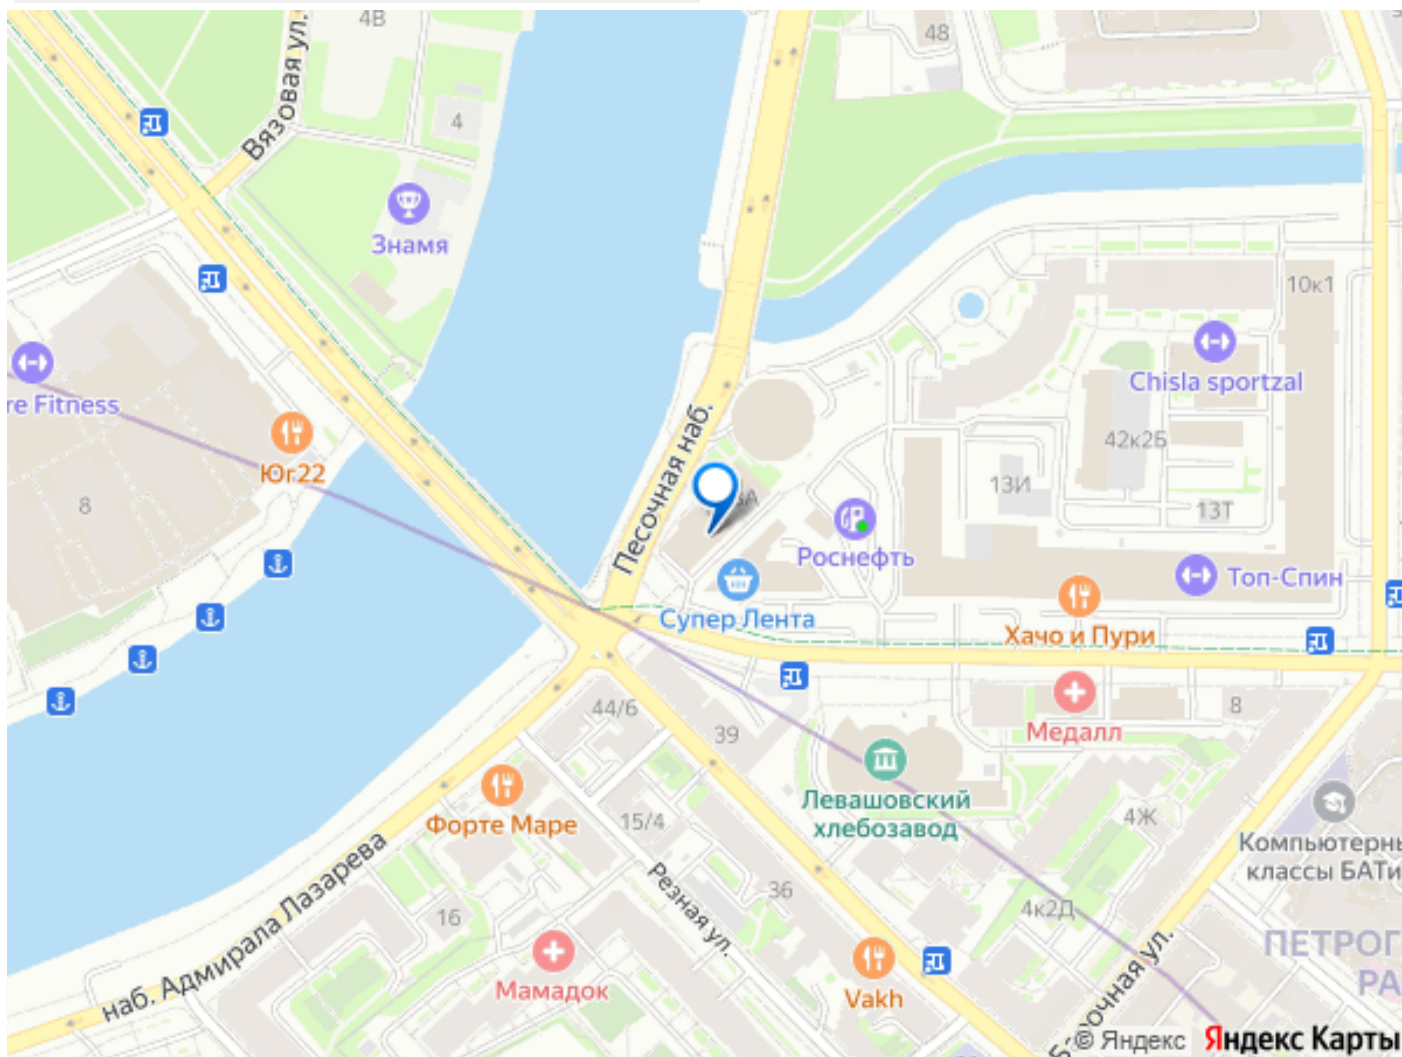 4В
48
Вязовая ул.
4
Знамя
10к1
Chisla sportzal
re Fitness
Юг22
Песочная наб.
42к2Б
8
13И
13Т
Роснефть
Топ-Спин
Супер Лента
Хачо и Пури
44/6
39
8
Медалл
Левашовский
хлебозавод
Форте Маре
15/4
4Ж
Компьютерны
классы БАТи
наб. Адмирала Лазарева
Резная ул.
36
16
4к2Д
ПЕТРОГ
РА
Мамадок
Vakh
очная ул.
© Яндекс Яндекс Карты